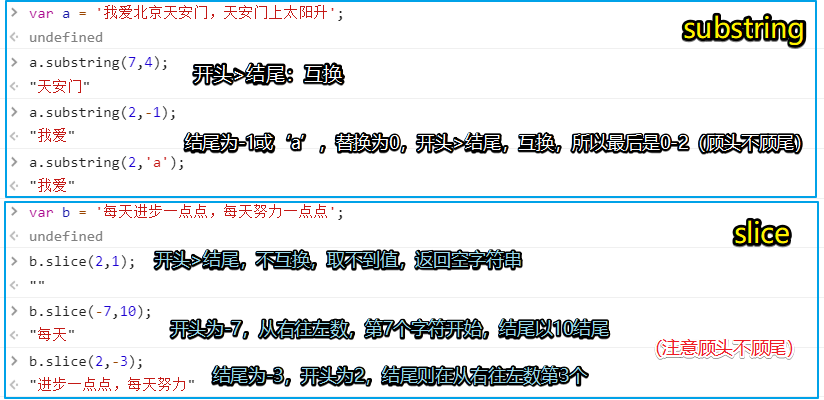 var a = '我爱北京天安门，天安门上太阳升';
substring
undefined
a.substring(7,4);
开头>结尾：互换
"天安门"
a.substring(2,-1);
"我爱"
结尾为-1或‘a’，替换为0，开头>结尾，互换，所以最后是0-2（顾头不顾尾)
a.substring(2,'a');
"我爱"
var b = '每天进步一点点，每天努力一点点';
undefined
slice
b.slice(2,1);
开头>结尾，不互换，取不到值，返回空字符串
""
b.slice(-7,10);
开头为-7，从右往左数，第7个字符开始，结尾以10结尾
"每天"
(注意顾头不顾尾)
b.slice(2,-3);
结尾为-3，开头为2，结尾则在从右往左数第3个
"进步一点点，每天努力"